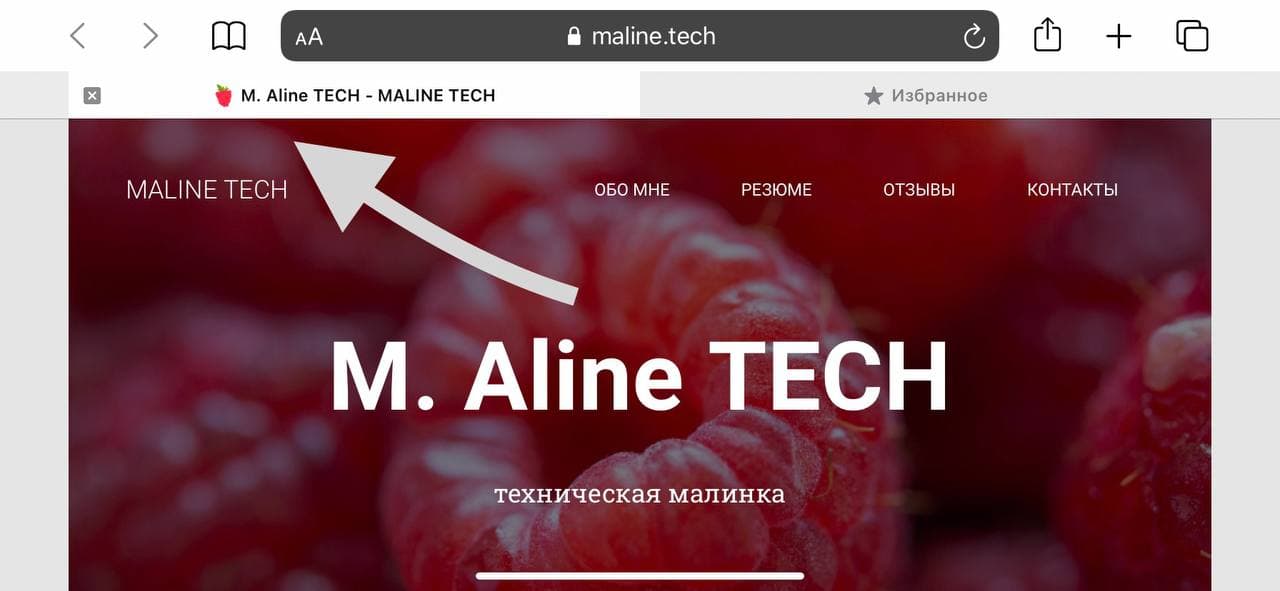 AA maline.tech
M. Aline TECH - MALINE TECH Избранное
MALINE TECH ОБО МНЕ РЕЗЮМЕ ОТЗЫВЫ КОНТАКТЫ
M. Aline TECH
техническая малинка